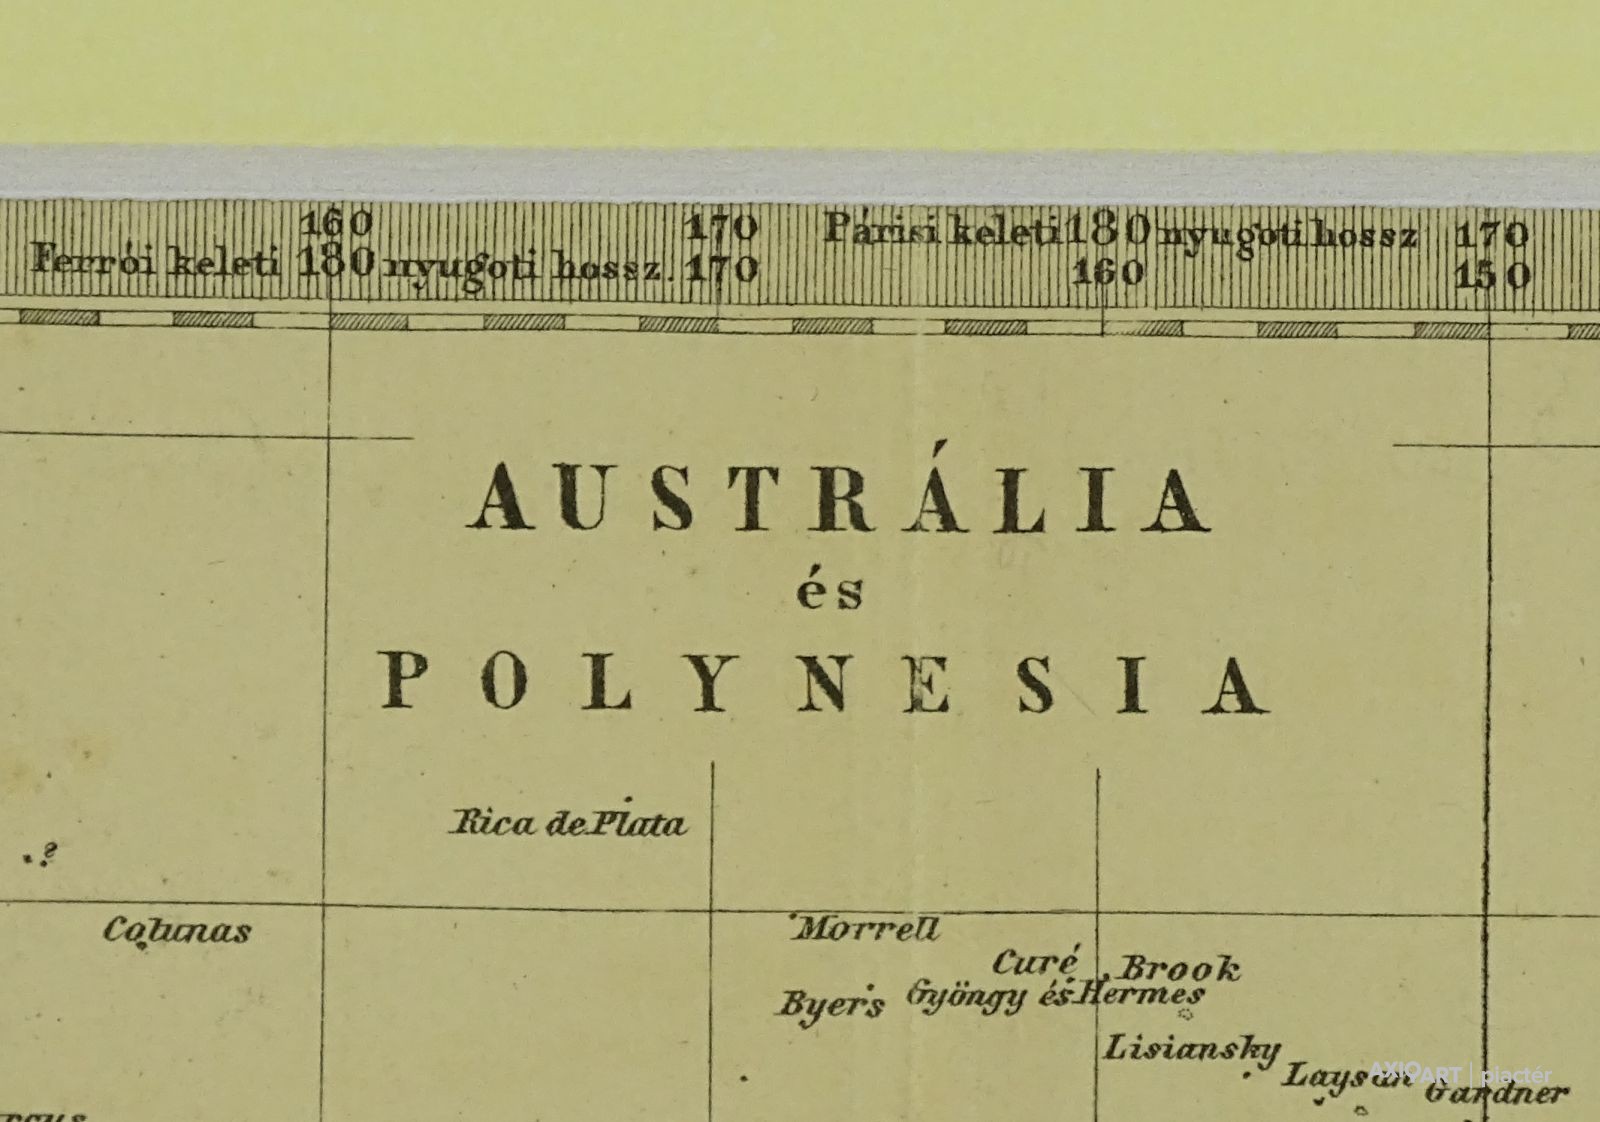 160 170 Párisi keleti 180 nyugoti hossz 170
Ferrói keleti 180 nyugoti hossz. 170 160 150
AUSTRÁLIA
és
POLYNESIA
Rica de Plata
. ?
Colunas
Morrell
Curé Brook
Byer's Gyöngy és Hermes
Lisiansky
Laysan Gardner
AXIOART | plactér